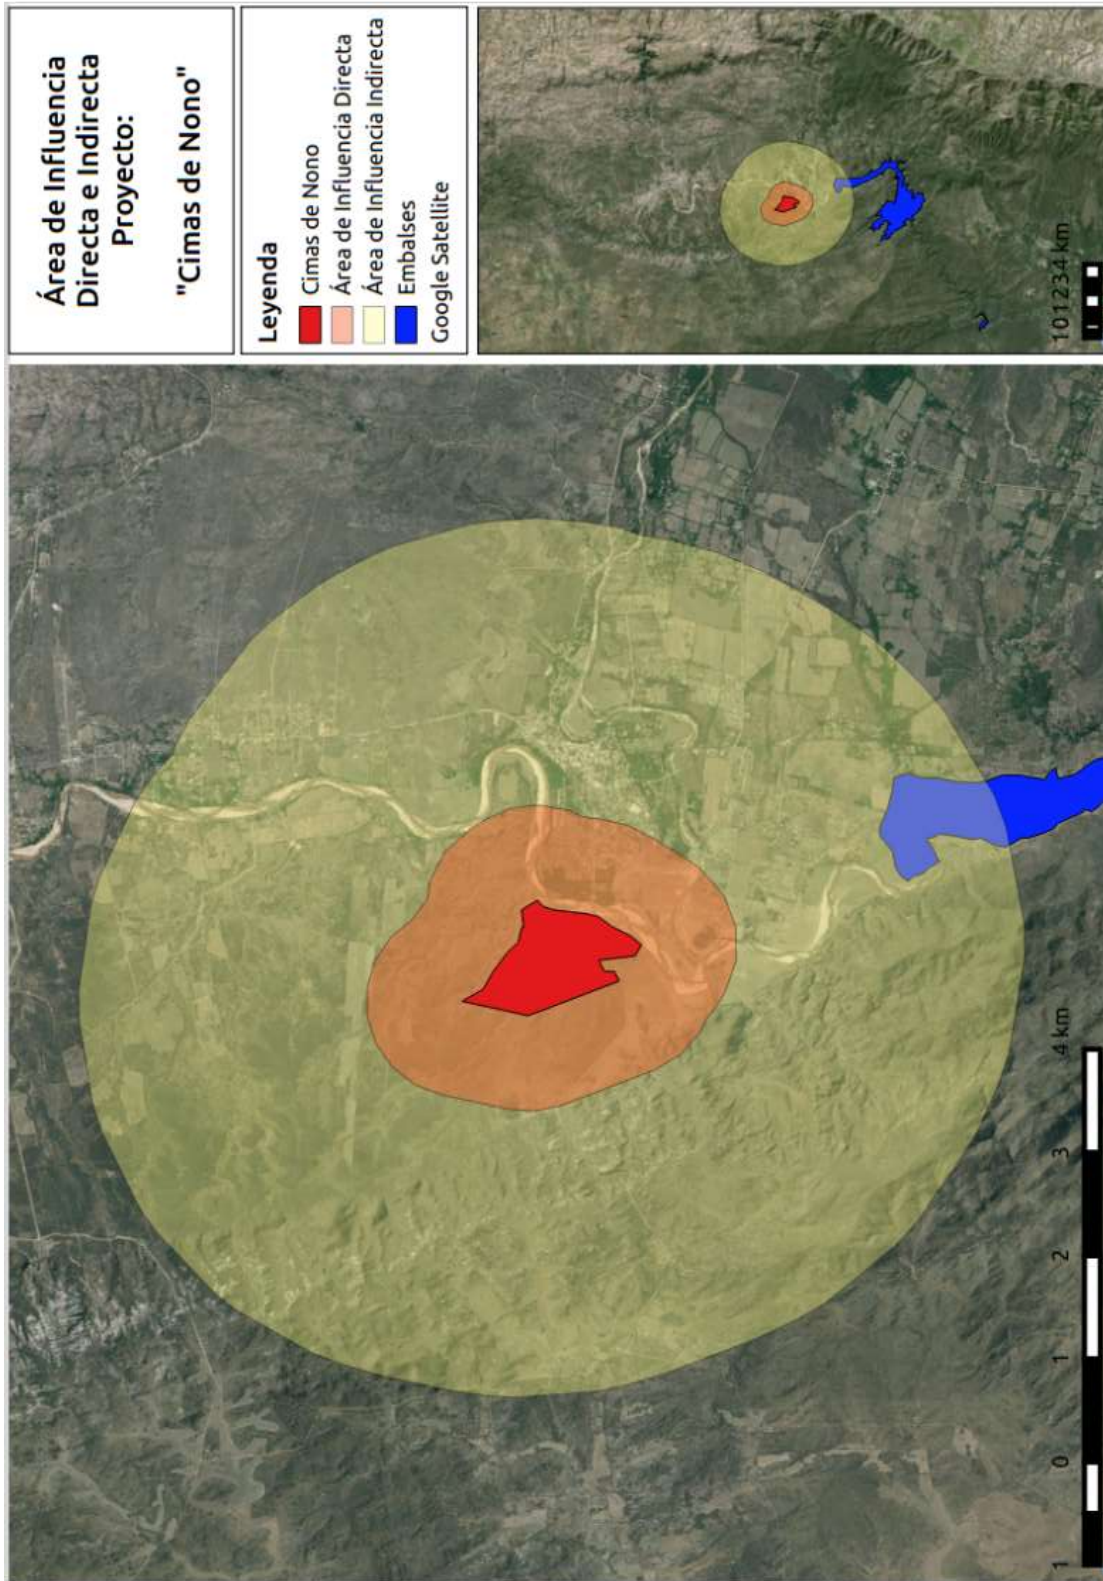 Área de Influencia
Directa e Indirecta
Proyecto:
"Cimas de Nono"
Leyenda
Cimas de Nono
Área de Influencia Directa
Área de Influencia Indirecta
Embalses
Google Satellite
1 0 1 2 3 4 km
1 0 1 2 3 4 km